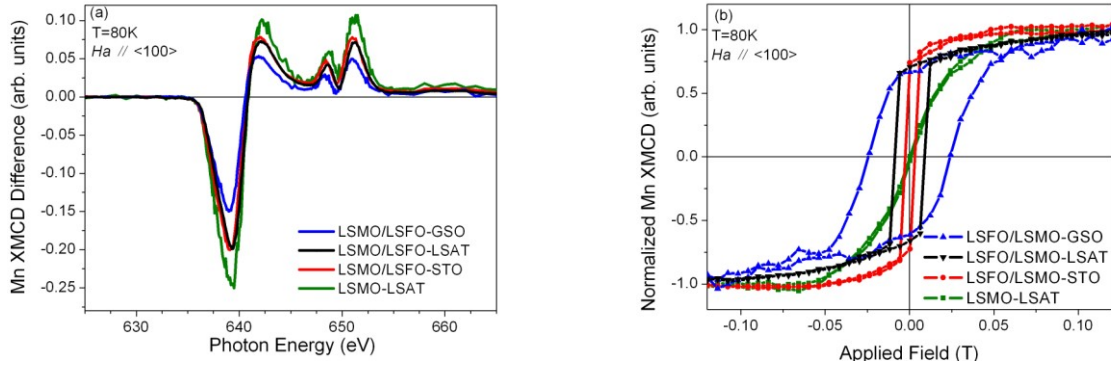 (a)
T=80K
Ha // <100>
0.10
0.05
0.00
-0.05
-0.10
-0.15
-0.20
-0.25
Mn XMCD Difference (arb. units)
LSMO/LSFO-GSO
LSMO/LSFO-LSAT
LSMO/LSFO-STO
LSMO-LSAT
630 640 650 660
Photon Energy (eV)
(b)
T=80K
Ha // <100>
1.0
0.5
0.0
-0.5
-1.0
Normalized Mn XMCD (arb. units)
LSFO/LSMO-GSO
LSFO/LSMO-LSAT
LSFO/LSMO-STO
LSMO-LSAT
-0.10 -0.05 0.00 0.05 0.10
Applied Field (T)